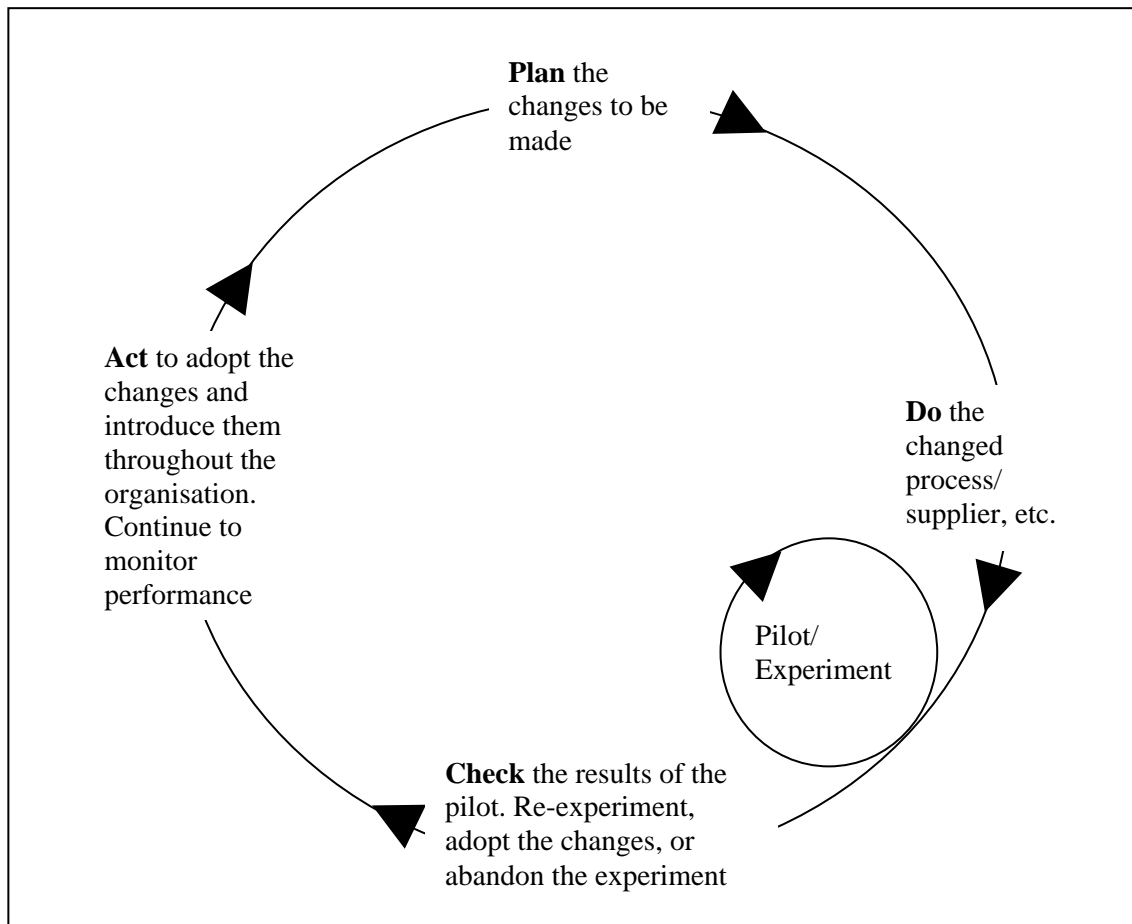 Plan the
changes to be
made
Do the
changed
process/
supplier, etc.
Pilot/
Experiment
Check the results of the
pilot. Re-experiment,
adopt the changes, or
abandon the experiment
Act to adopt the
changes and
introduce them
throughout the
organisation.
Continue to
monitor
performance